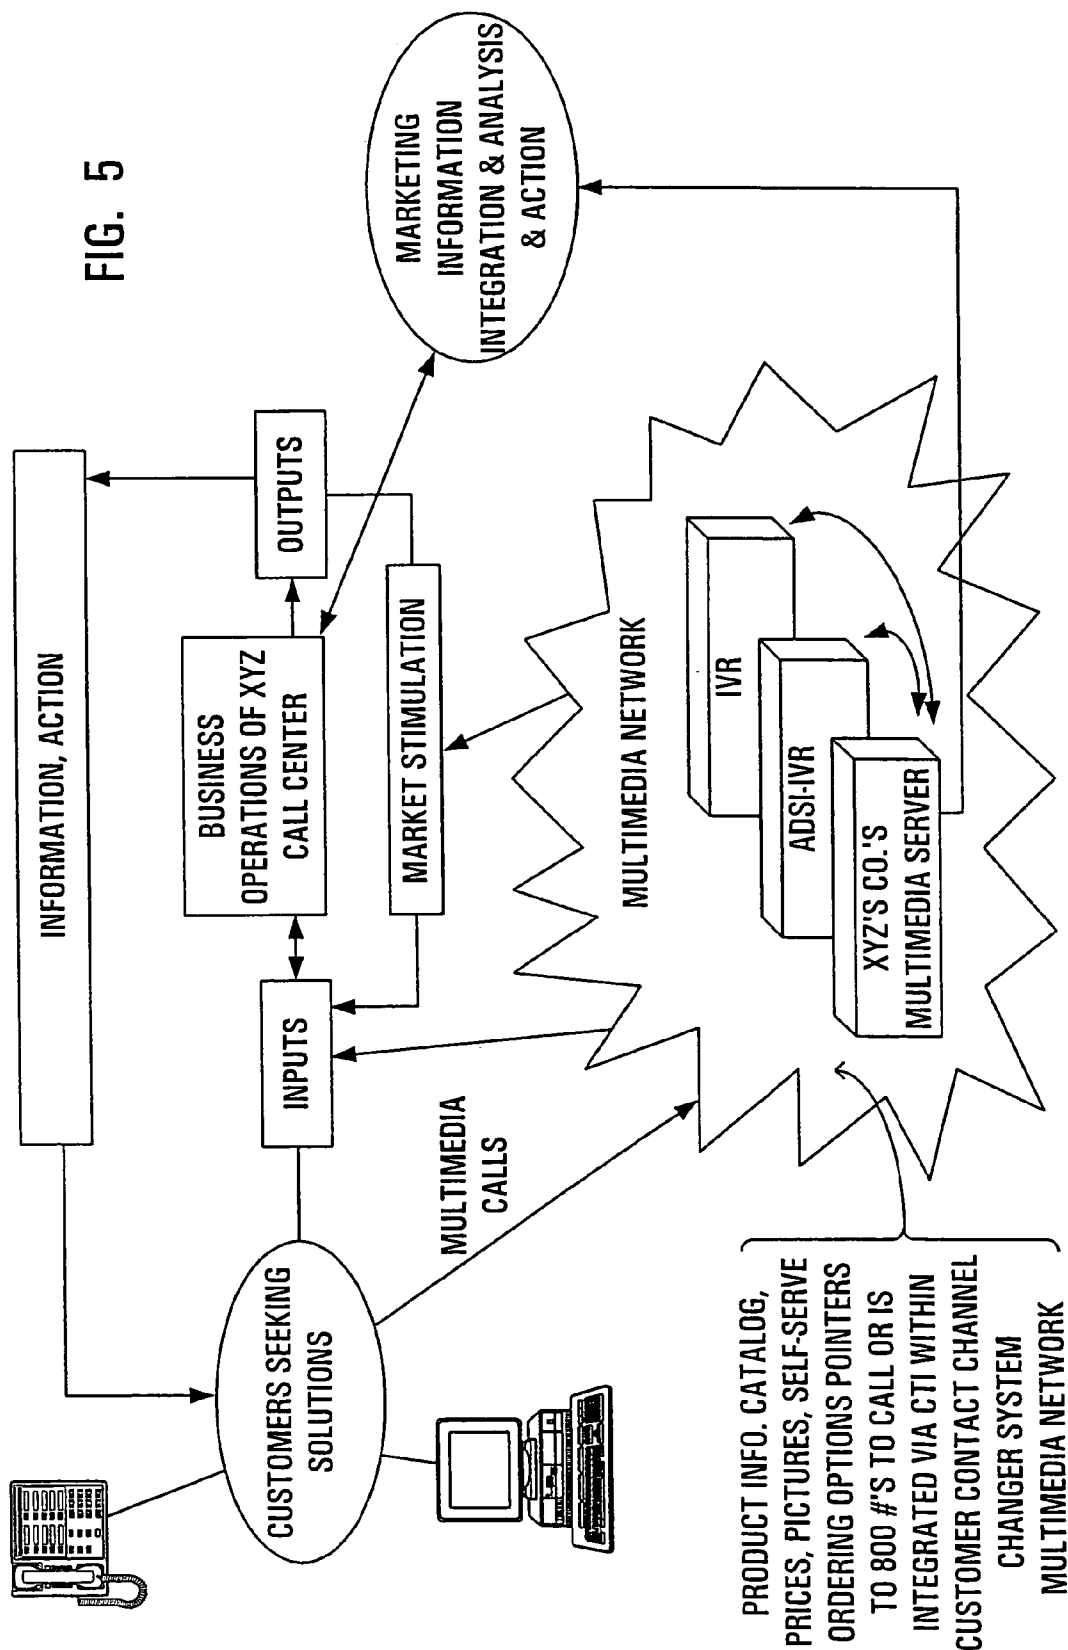 FIG. 5
INFORMATION, ACTION
CUSTOMERS SEEKING
SOLUTIONS
INPUTS
BUSINESS
OPERATIONS OF XYZ
CALL CENTER
OUTPUTS
MARKET STIMULATION
MARKETING
INFORMATION
INTEGRATION & ANALYSIS
& ACTION
MULTIMEDIA
CALLS
MULTIMEDIA NETWORK
IVR
ADSI-IVR
XYZ'S CO.'S
MULTIMEDIA SERVER
PRODUCT INFO. CATALOG,
PRICES, PICTURES, SELF-SERVE
ORDERING OPTIONS POINTERS
TO 800 #'S TO CALL OR IS
INTEGRATED VIA CTI WITHIN
CUSTOMER CONTACT CHANNEL
CHANGER SYSTEM
MULTIMEDIA NETWORK